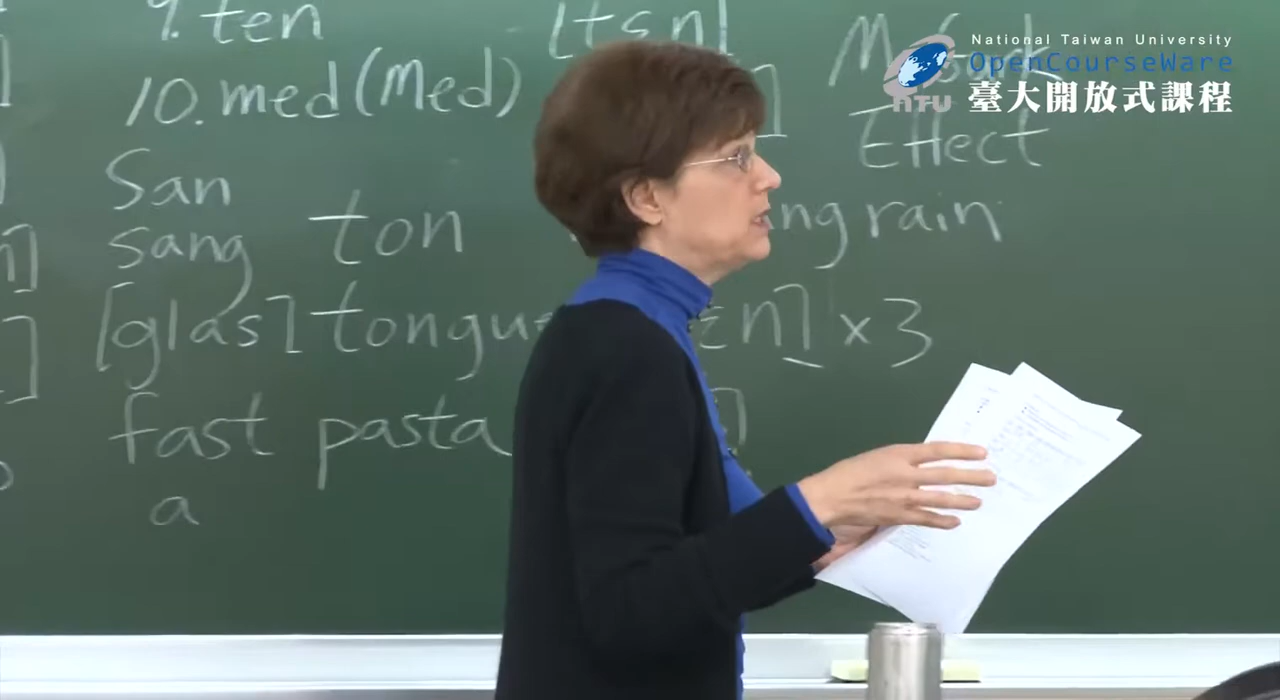 9. ten
10. med (Med)
San
sang
ton
[glas]
tongue
fast
pasta
a
Effect
rain
x3
National Taiwan University
OpenCourseWare
臺大開放式課程
NTU